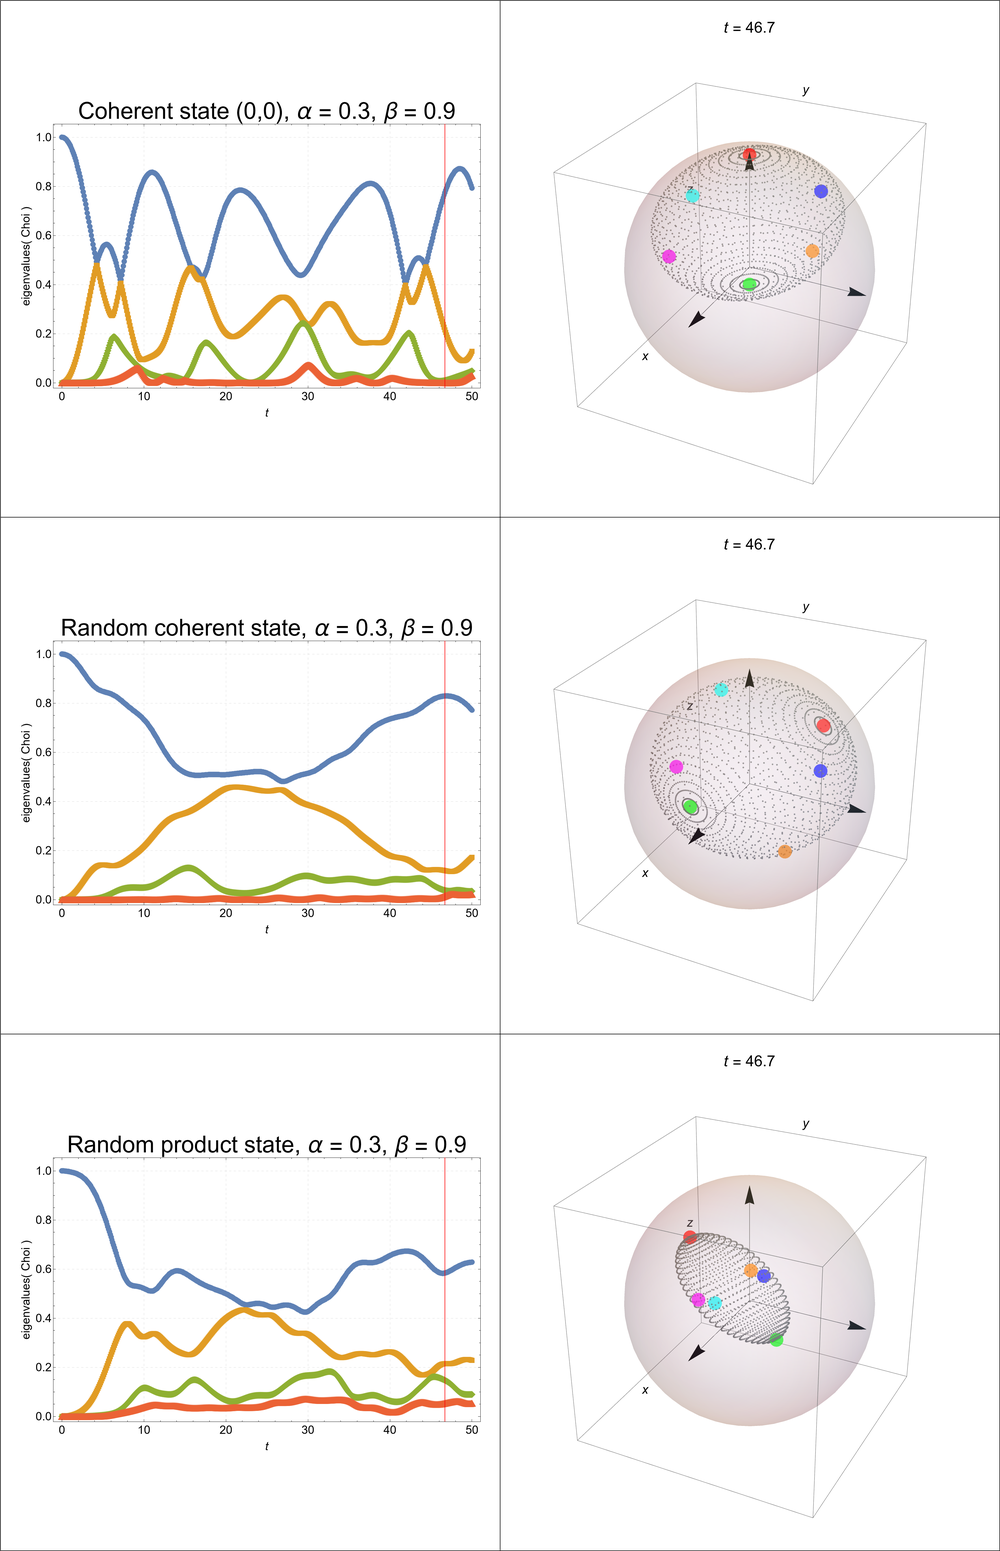 t = 46.7
Coherent state (0,0), α = 0.3, β = 0.9
eigenvalues( Choi )
1.0
0.8
0.6
0.4
0.2
0.0
0
10
20
30
40
50
t
y
z
x
t = 46.7
Random coherent state, α = 0.3, β = 0.9
eigenvalues( Choi )
1.0
0.8
0.6
0.4
0.2
0.0
0
10
20
30
40
50
t
y
z
x
t = 46.7
Random product state, α = 0.3, β = 0.9
eigenvalues( Choi )
1.0
0.8
0.6
0.4
0.2
0.0
0
10
20
30
40
50
t
y
z
x